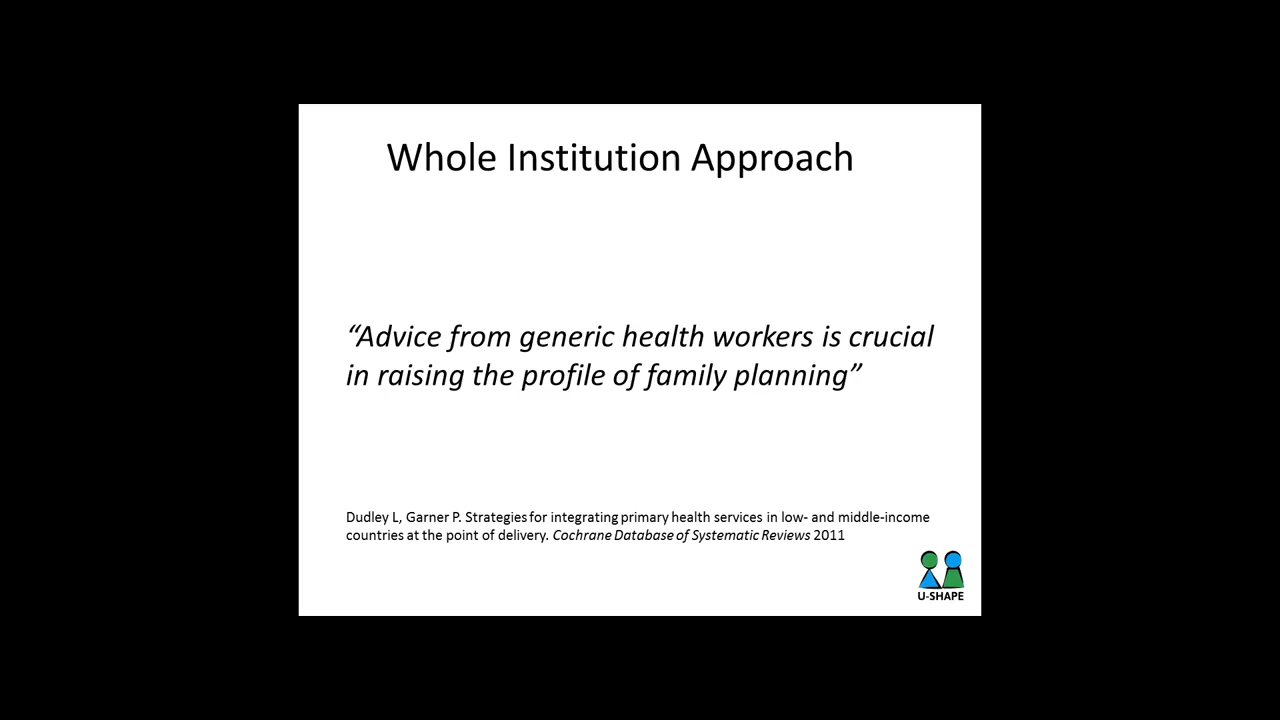 Whole Institution Approach
“Advice from generic health workers is crucial
in raising the profile of family planning”
Dudley L, Garner P. Strategies for integrating primary health services in low- and middle-income
countries at the point of delivery. Cochrane Database of Systematic Reviews 2011
U-SHAPE